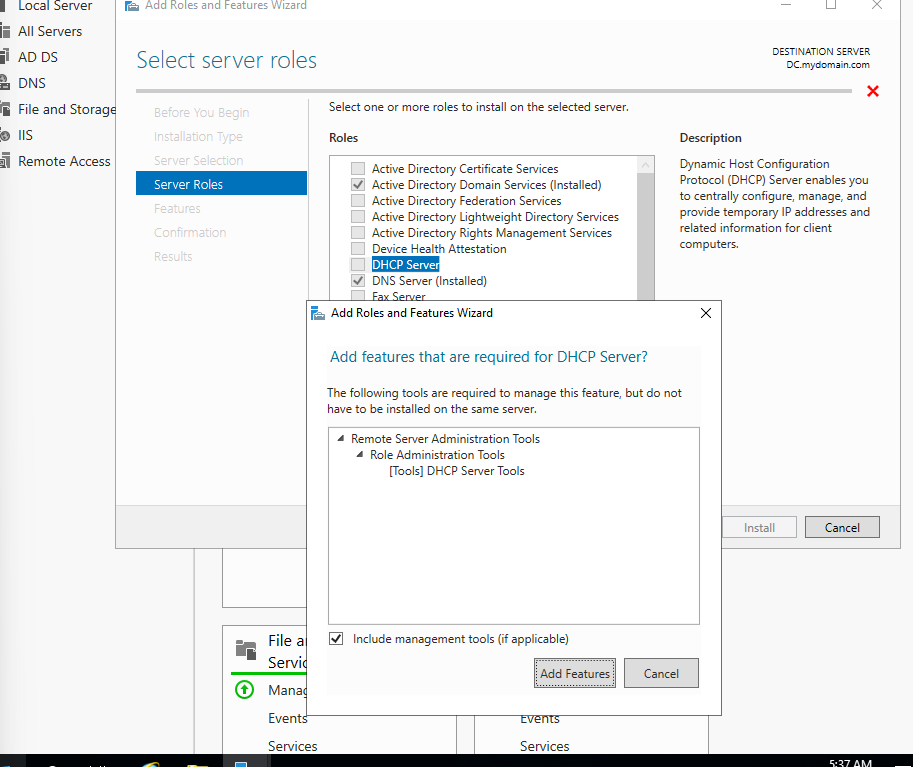 Local Server
All Servers
AD DS
DNS
File and Storage
IIS
Remote Access
Add Roles and Features Wizard
Select server roles
DESTINATION SERVER
DC.mydomain.com
Before You Begin
Installation Type
Server Selection
Server Roles
Features
Confirmation
Results
Select one or more roles to install on the selected server.
Roles
Active Directory Certificate Services
Active Directory Domain Services (Installed)
Active Directory Federation Services
Active Directory Lightweight Directory Services
Active Directory Rights Management Services
Device Health Attestation
DHCP Server
DNS Server (Installed)
Fax Server
Description
Dynamic Host Configuration
Protocol (DHCP) Server enables you
to centrally configure, manage, and
provide temporary IP addresses and
related information for client
computers.
Install
Cancel
Add Roles and Features Wizard
Add features that are required for DHCP Server?
The following tools are required to manage this feature, but do not
have to be installed on the same server.
Remote Server Administration Tools
Role Administration Tools
[Tools] DHCP Server Tools
Include management tools (if applicable)
Add Features
Cancel
File
Events
Services
Events
Services
5:37 AM